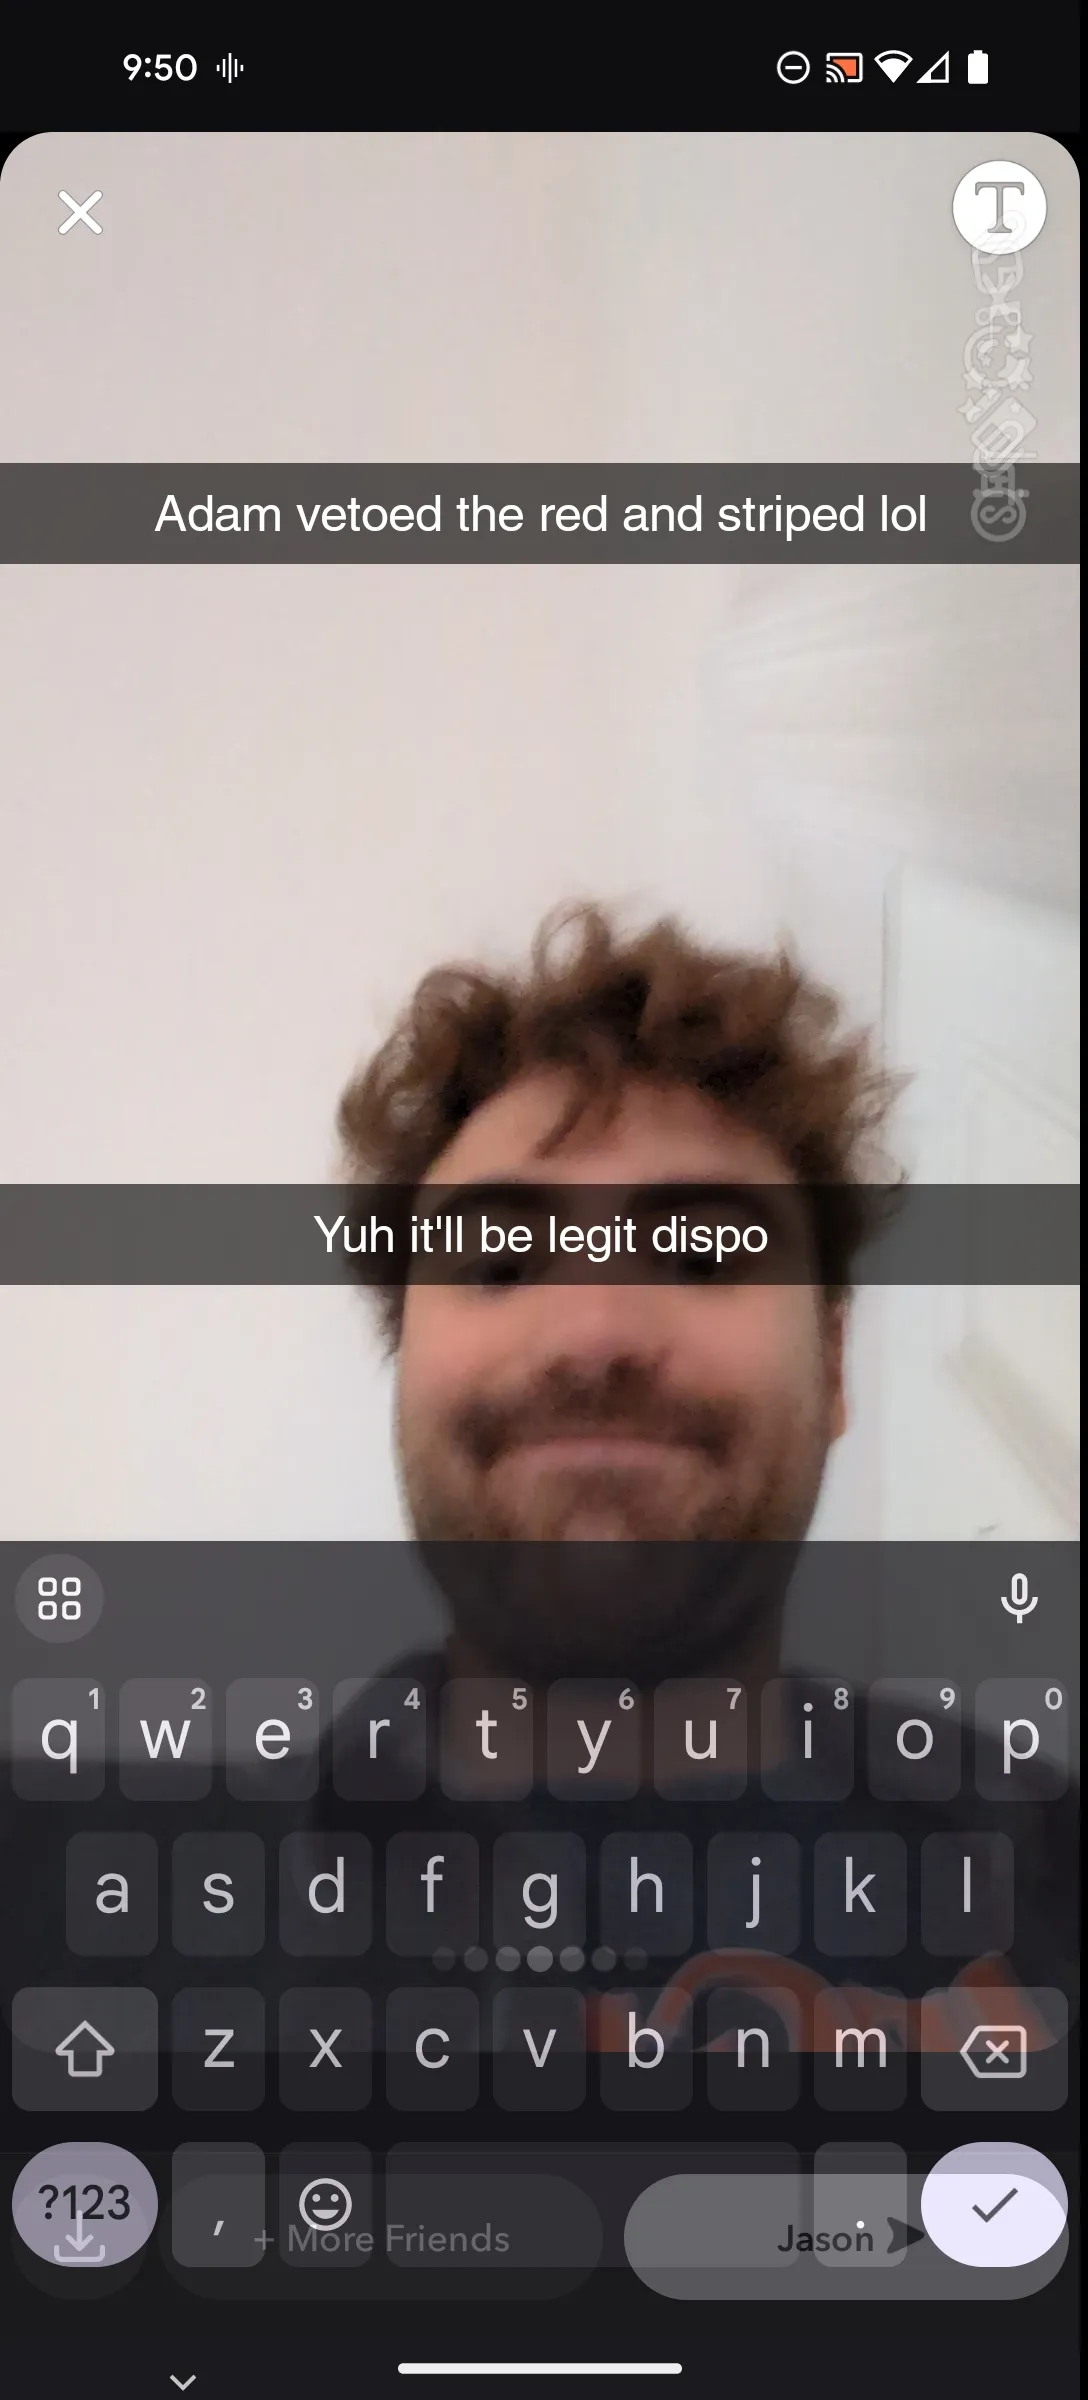 9:50
T
Adam vetoed the red and striped lol
Yuh it'll be legit dispo
1 2 3 4 5 6 7 8 9 0
q w e r t y u i o p
a s d f g h j k l
z x c v b n m
?123 , .
+ More Friends
Jason